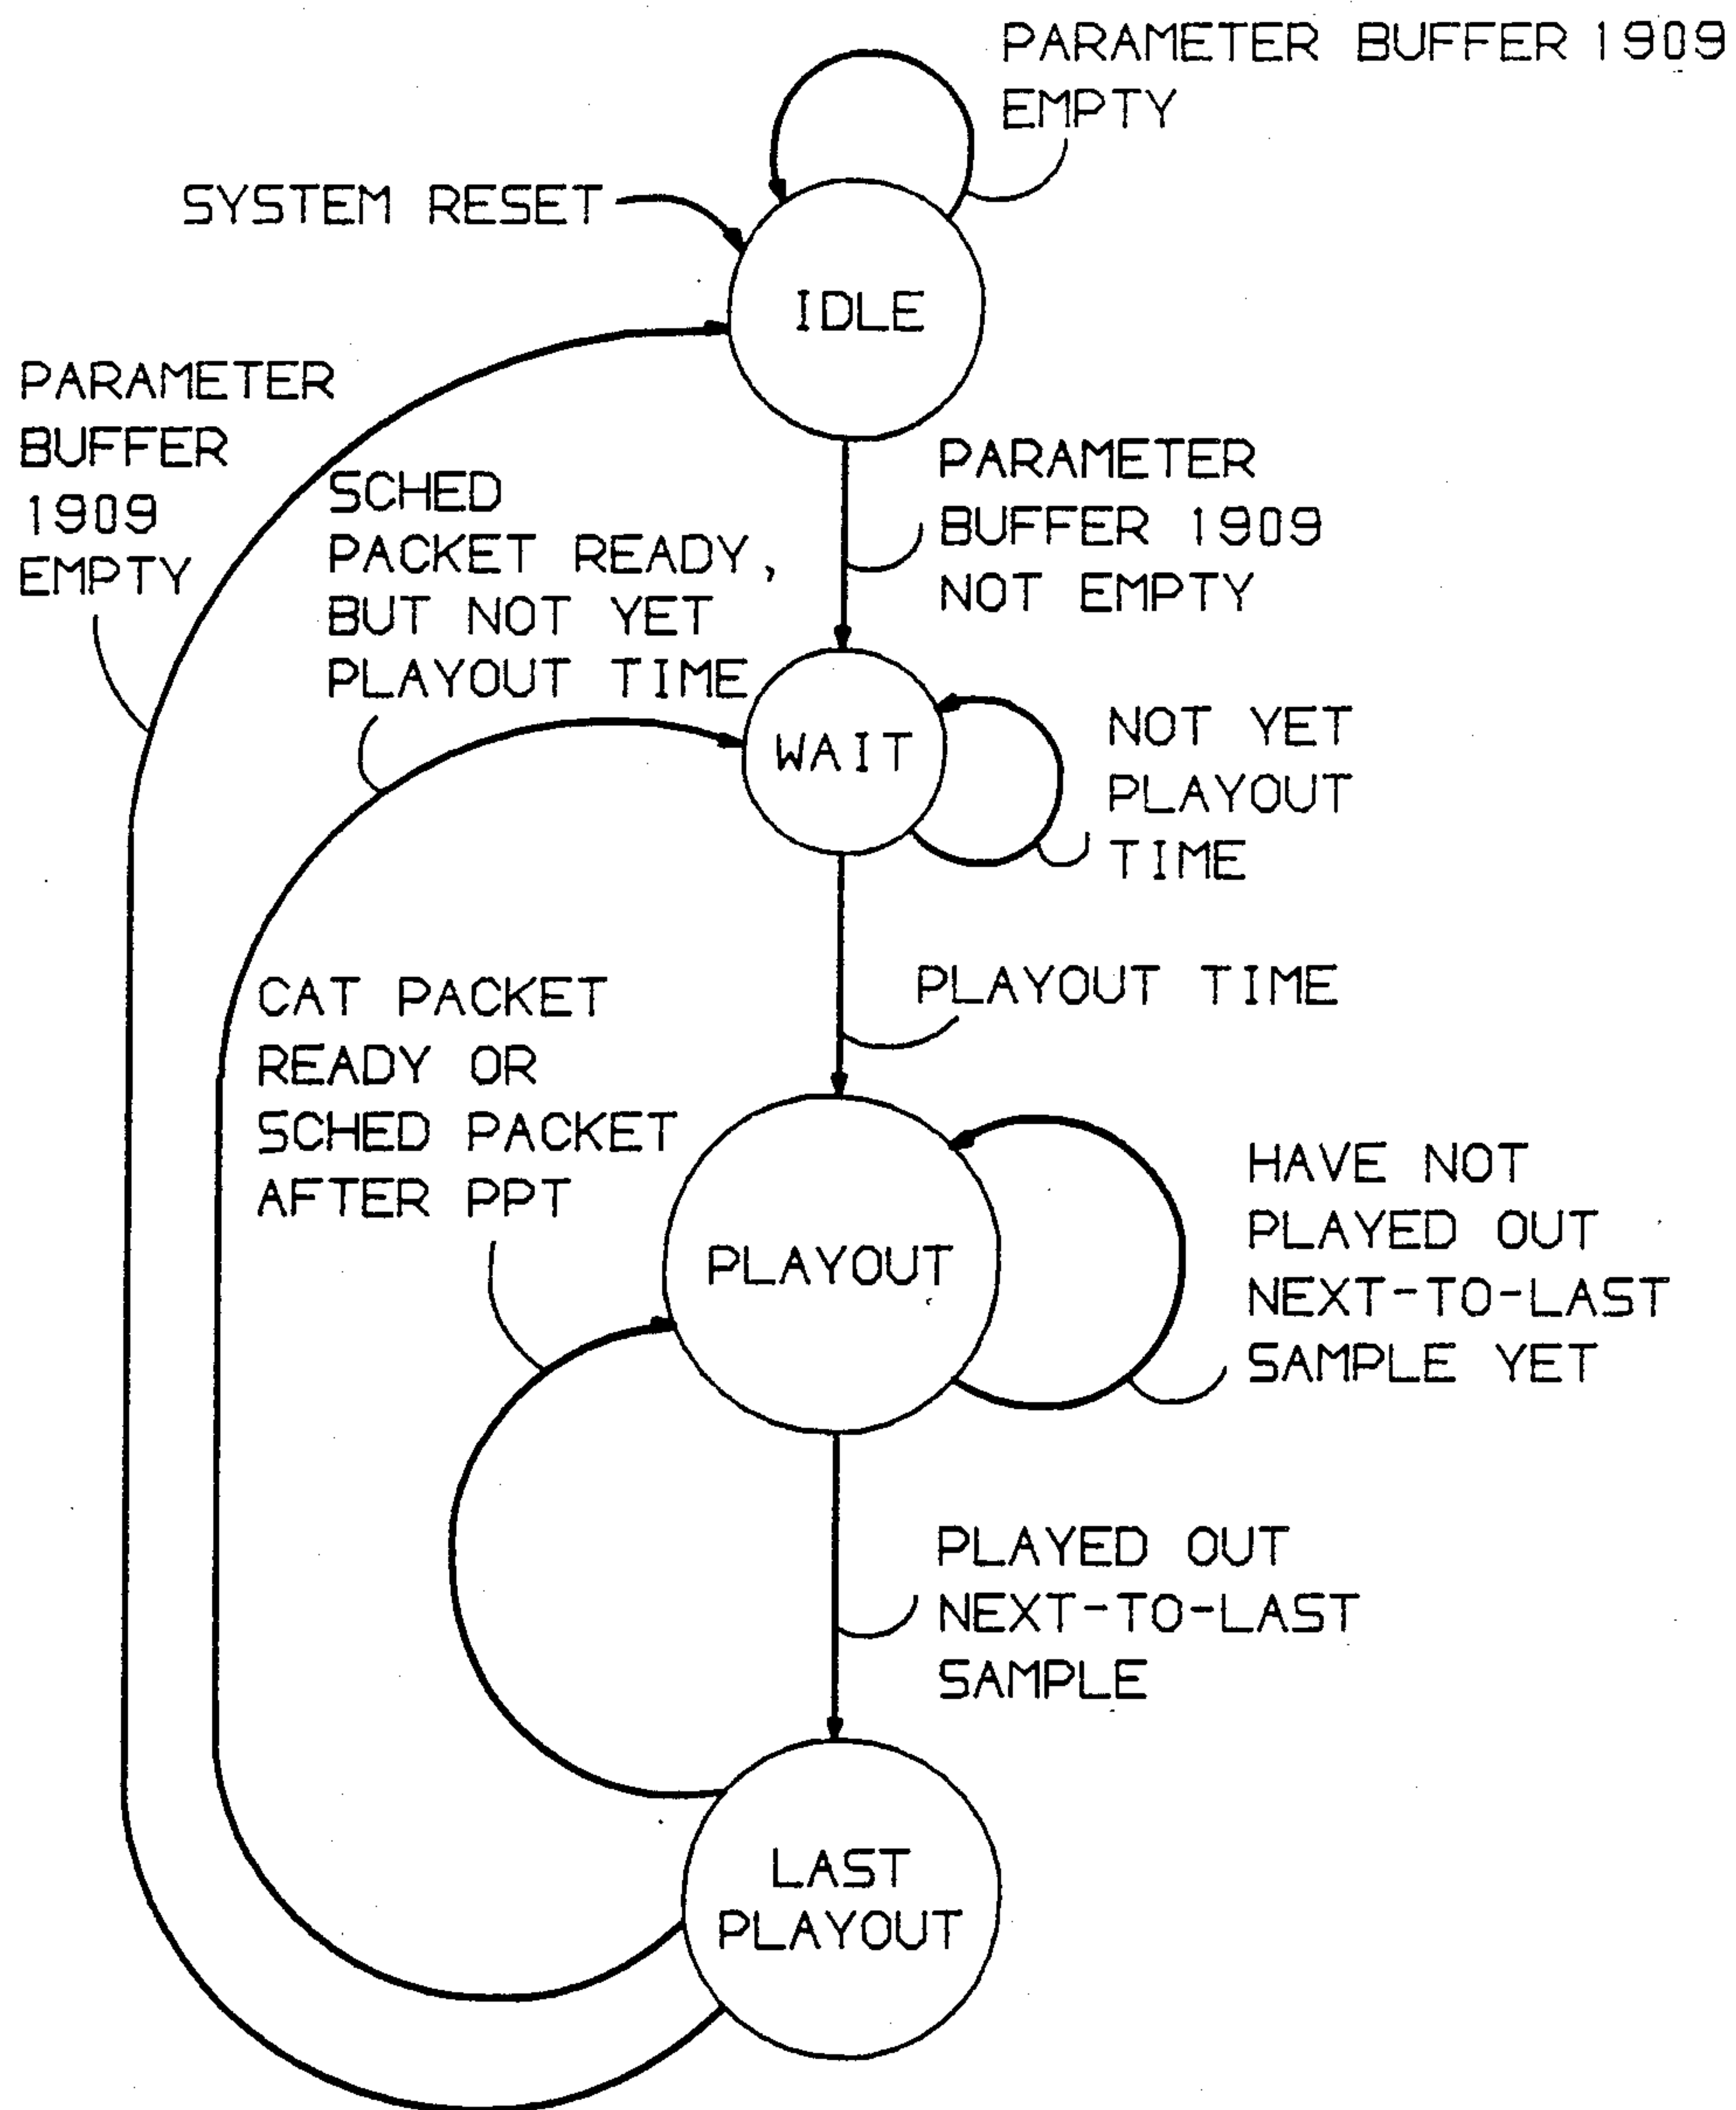 PARAMETER BUFFER 1909
EMPTY
SYSTEM RESET
IDLE
PARAMETER
BUFFER
1909
EMPTY
PARAMETER
BUFFER 1909
NOT EMPTY
SCHED
PACKET READY,
BUT NOT YET
PLAYOUT TIME
WAIT
NOT YET
PLAYOUT
TIME
PLAYOUT TIME
CAT PACKET
READY OR
SCHED PACKET
AFTER PPT
PLAYOUT
HAVE NOT
PLAYED OUT
NEXT-TO-LAST
SAMPLE YET
PLAYED OUT
NEXT-TO-LAST
SAMPLE
LAST
PLAYOUT